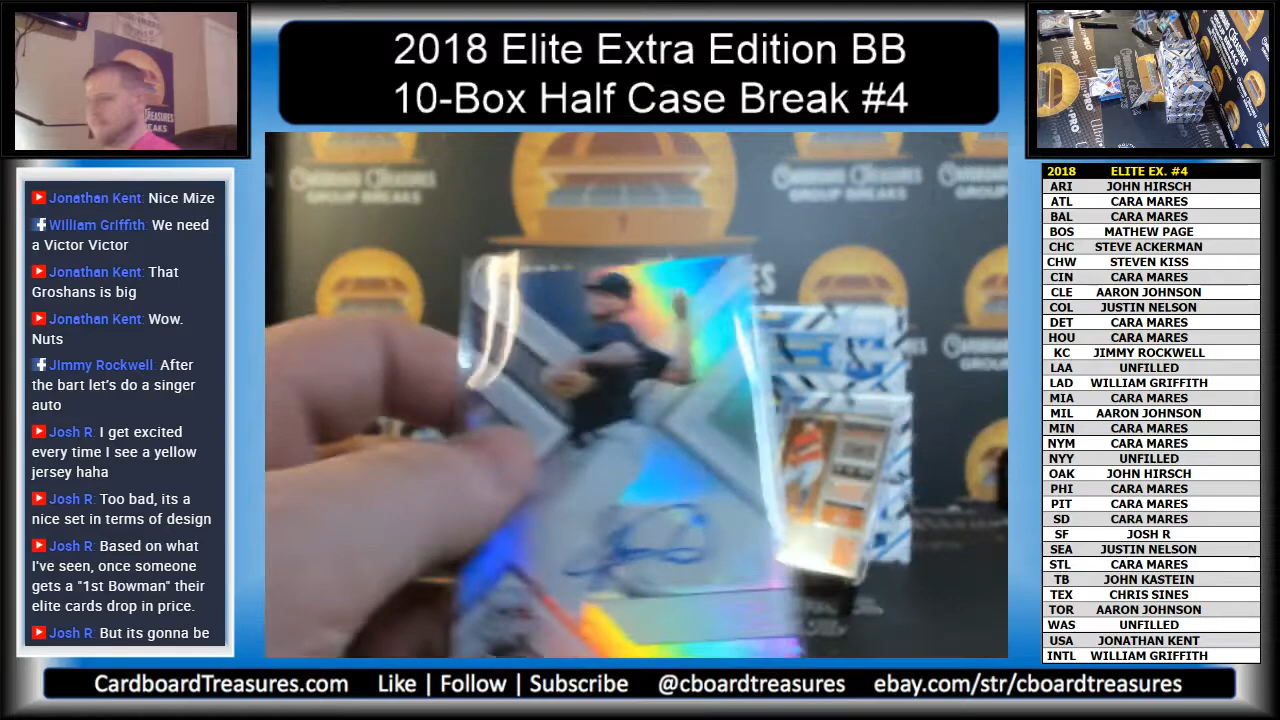 2018 Elite Extra Edition BB
10-Box Half Case Break #4
Jonathan Kent: Nice Mize
William Griffith: We need
a Victor Victor
Jonathan Kent: That
Groshans is big
Jonathan Kent: Wow.
Nuts
Jimmy Rockwell: After
the bart let's do a singer
auto
Josh R: I get excited
every time I see a yellow
jersey haha
Josh R: Too bad, its a
nice set in terms of design
Josh R: Based on what
I've seen, once someone
gets a "1st Bowman" their
elite cards drop in price.
Josh R: But its gonna be
CARDBOARD TREASURES
GROUP BREAKS
2018 ELITE EX. #4
ARI JOHN HIRSCH
ATL CARA MARES
BAL CARA MARES
BOS MATHEW PAGE
CHC STEVE ACKERMAN
CHW STEVEN KISS
CIN CARA MARES
CLE AARON JOHNSON
COL JUSTIN NELSON
DET CARA MARES
HOU CARA MARES
KC JIMMY ROCKWELL
LAA UNFILLED
LAD WILLIAM GRIFFITH
MIA CARA MARES
MIL AARON JOHNSON
MIN CARA MARES
NYM CARA MARES
NYY UNFILLED
OAK JOHN HIRSCH
PHI CARA MARES
PIT CARA MARES
SD CARA MARES
SF JOSH R
SEA JUSTIN NELSON
STL CARA MARES
TB JOHN KASTEIN
TEX CHRIS SINES
TOR AARON JOHNSON
WAS UNFILLED
USA JONATHAN KENT
INTL WILLIAM GRIFFITH
CardboardTreasures.com Like | Follow | Subscribe @cboardtreasures ebay.com/str/cboardtreasures